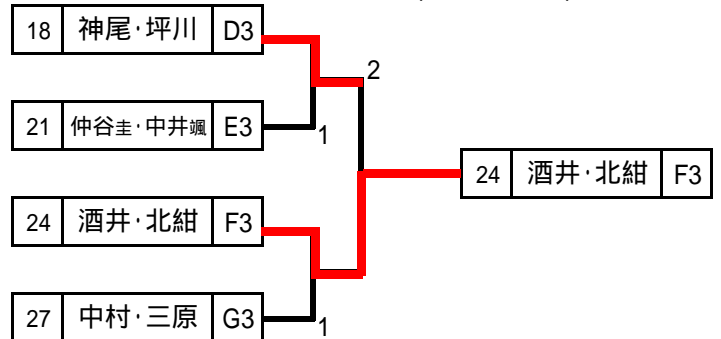 18 神尾・坪川 D3
2
21 仲谷圭・中井颯 E3
1
24 酒井・北紺 F3
24 酒井・北紺 F3
27 中村・三原 G3
1